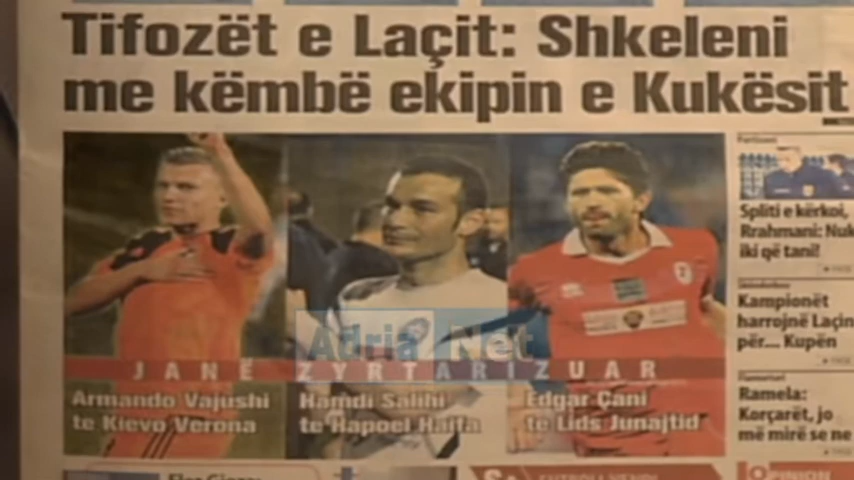 Tifozët e Laçit: Shkeleni
me këmbë ekipin e Kukësit
JANË ZYRTARIZUAR
Armando Vajushi
te Kievo Verona
Hamdi Salihi
te Hapoel Haifa
Edgar Çani
te Lids Junajtid
Adria Net
Partizani
Spliti e kërkoi,
Rrahmani: Nuk
iki që tani!
Kampionët
harrojnë Laçin
për... Kupën
Ramela:
Korçarët, jo
më mirë se ne
OPINION